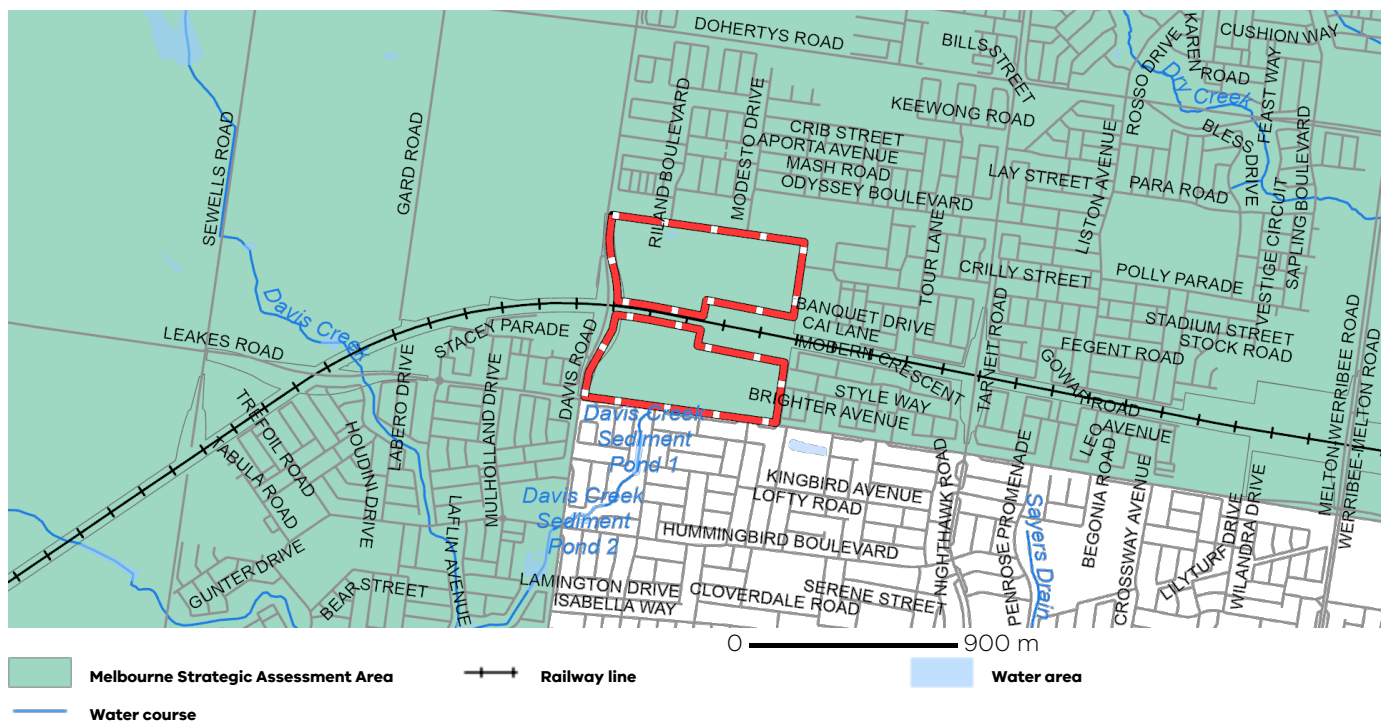 DOHERTYS ROAD
BILLS STREET
KAREN ROAD
CUSHION WAY
ROSSO DRIVE
FEAST WAY
Dry Creek
KEEWONG ROAD
SEWELLS ROAD
GARD ROAD
RILAND BOULEVARD
MODESTO DRIVE
CRIB STREET
APORTA AVENUE
MASH ROAD
ODYSSEY BOULEVARD
LAY STREET
LISTON AVENUE
BLESS DRIVE
PARA ROAD
SAPLING BOULEVARD
VESTIGE CIRCUIT
TOUR LANE
CRILLY STREET
POLLY PARADE
Davis Creek
LEAKES ROAD
STACEY PARADE
DAVIS ROAD
BANQUET DRIVE
CAI LANE
MODERN CRESCENT
TARNEIT ROAD
STADIUM STREET
STOCK ROAD
FEGENT ROAD
GOWAN ROAD
MELTON WERRIBEE ROAD
WERRIBEE-MELTON ROAD
STYLE WAY
BRIGHTER AVENUE
TREFOIL ROAD
TABULA ROAD
HOUDINI DRIVE
LABERO DRIVE
MULHOLLAND DRIVE
LAFLIN AVENUE
Davis Creek
Sediment
Pond 1
Davis Creek
Sediment
Pond 2
KINGBIRD AVENUE
LOFTY ROAD
HUMMINGBIRD BOULEVARD
NIGHTHAWK ROAD
PENROSE PROMENADE
Sayers Drain
LEO AVENUE
BEGONIA ROAD
CROSSWAY AVENUE
LILYTURF DRIVE
WILANDRA DRIVE
GUNTER DRIVE
BEAR STREET
LAMINGTON DRIVE
ISABELLA WAY
CLOVERDALE ROAD
SERENE STREET
0 900 m
Melbourne Strategic Assessment Area
Railway line
Water area
Water course